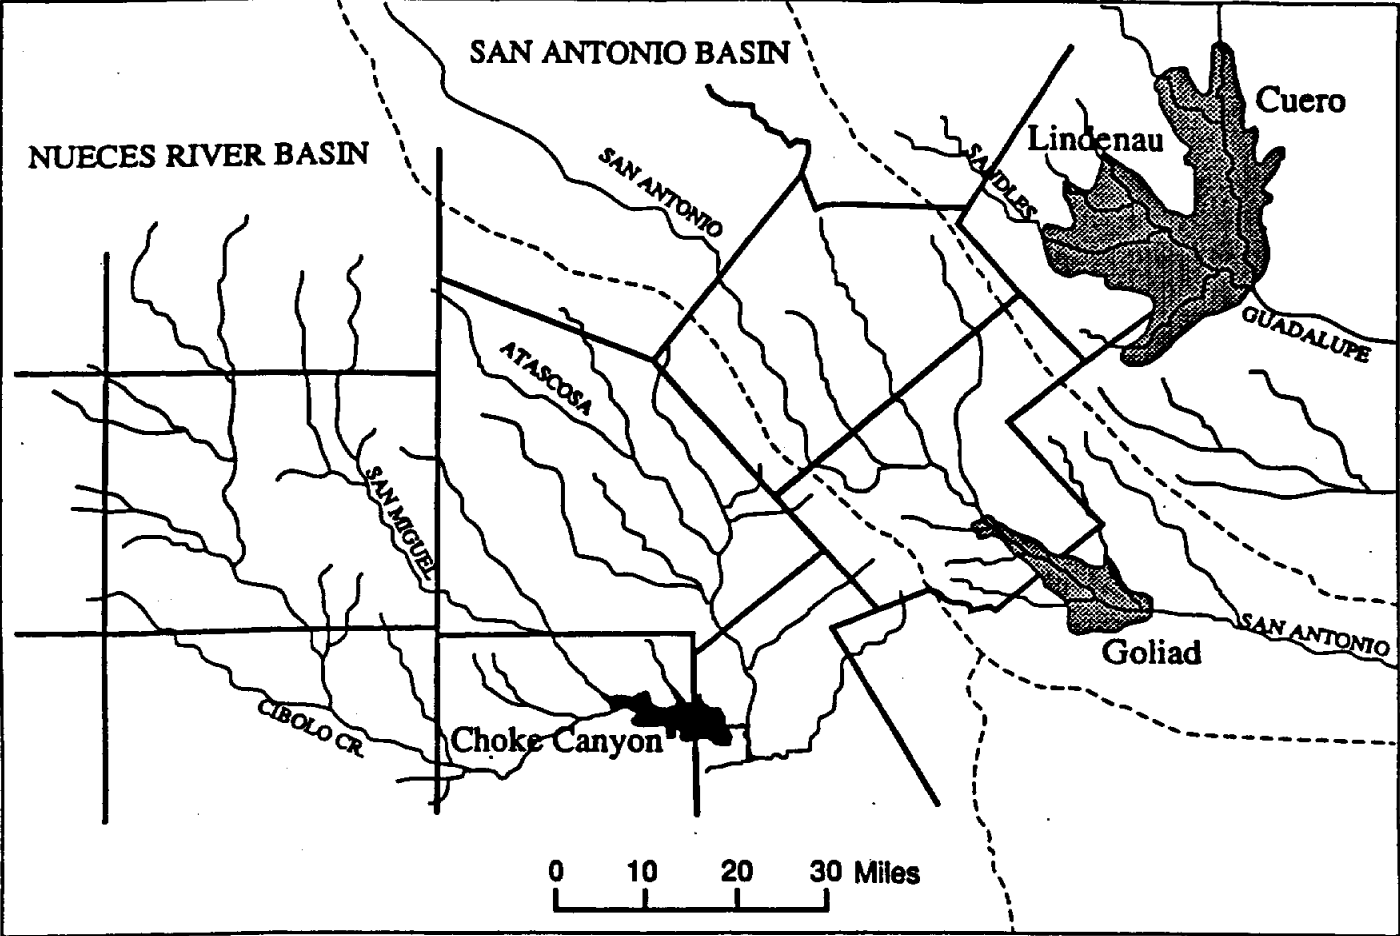 SAN ANTONIO BASIN
Cuero
Lindenau
NUECES RIVER BASIN
SAN ANTONIO
SANDLES
GUADALUPE
ATASCOSA
SAN MIGUEL
SAN ANTONIO
Goliad
CIBOLO CR.
Choke Canyon
0 10 20 30 Miles